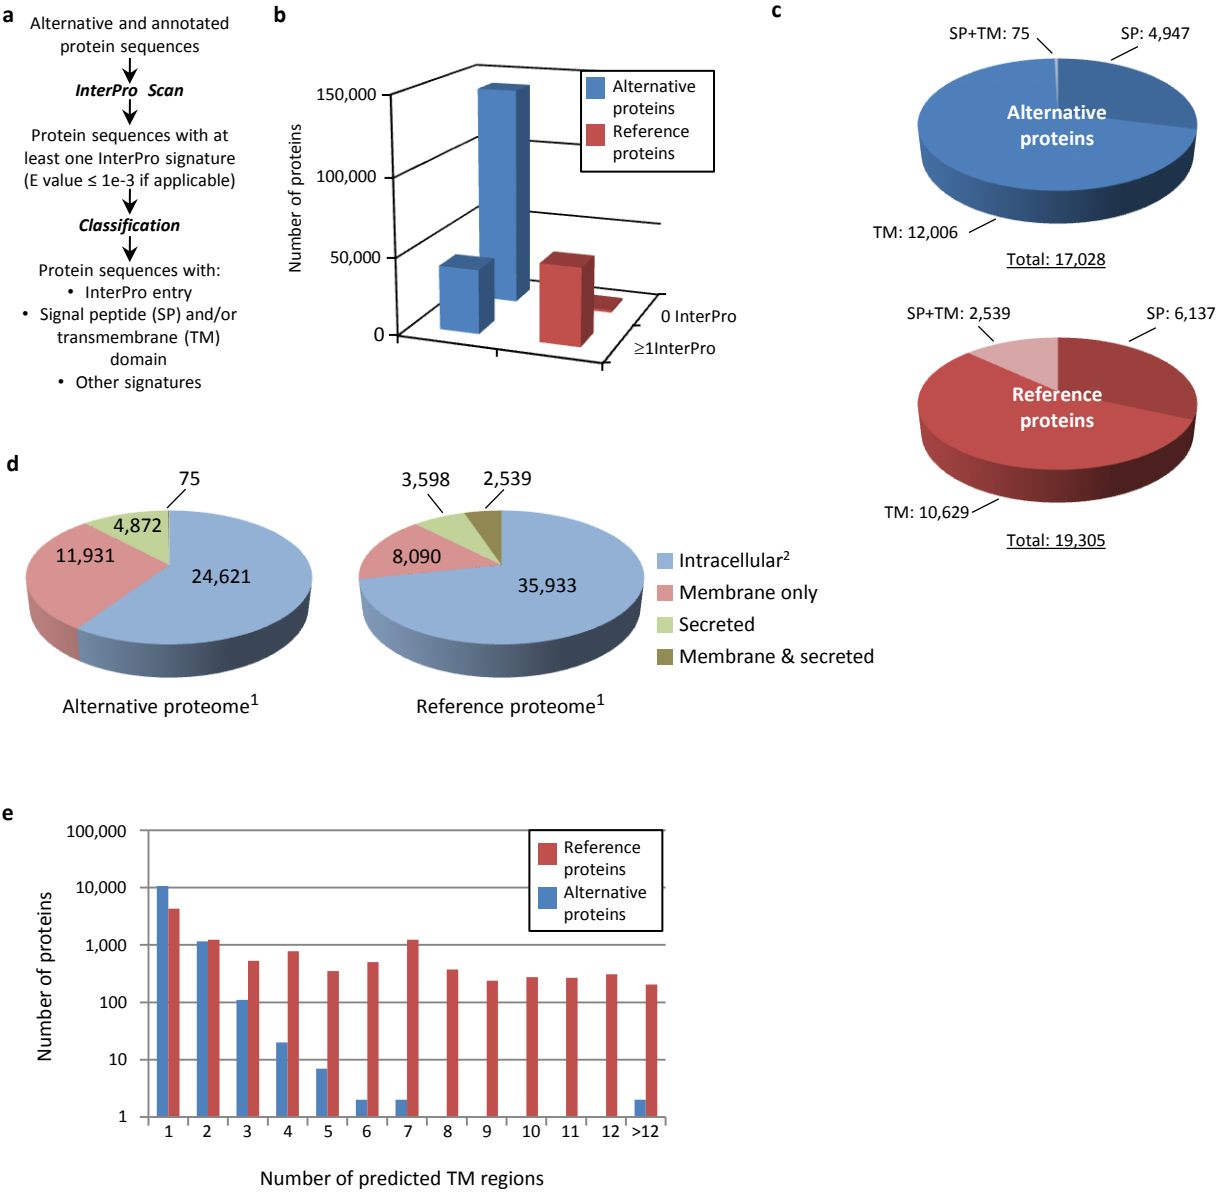 a
Alternative and annotated
protein sequences
InterPro Scan
Protein sequences with at
least one InterPro signature
(E value ≤ 1e-3 if applicable)
Classification
Protein sequences with:
• InterPro entry
• Signal peptide (SP) and/or
transmembrane (TM)
domain
• Other signatures
b
Number of proteins
150,000
100,000
50,000
0
Alternative
proteins
Reference
proteins
0 InterPro
≥1InterPro
c
SP+TM: 75
SP: 4,947
Alternative
proteins
TM: 12,006
Total: 17,028
SP+TM: 2,539
SP: 6,137
Reference
proteins
TM: 10,629
Total: 19,305
d
75
4,872
11,931
24,621
Alternative proteome1
3,598
2,539
8,090
35,933
Reference proteome1
Intracellular2
Membrane only
Secreted
Membrane & secreted
e
Number of proteins
100,000
10,000
1,000
100
10
1
Reference
proteins
Alternative
proteins
1 2 3 4 5 6 7 8 9 10 11 12 >12
Number of predicted TM regions